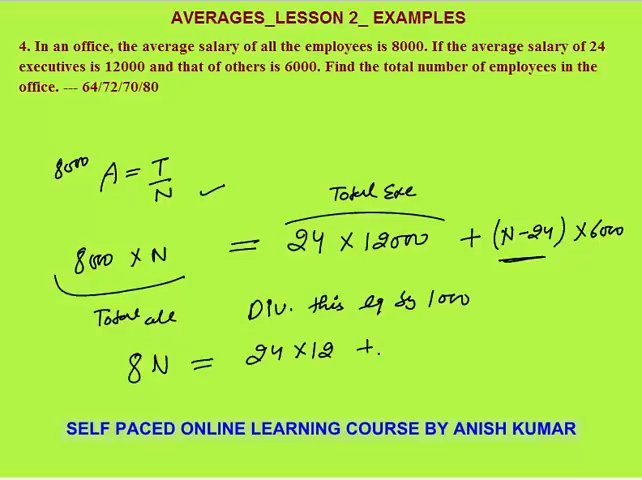 AVERAGES_LESSON 2_ EXAMPLES
4. In an office, the average salary of all the employees is 8000. If the average salary of 24
executives is 12000 and that of others is 6000. Find the total number of employees in the
office. --- 64/72/70/80
8000 A = T/N ✓
Total Exe
8000 × N = 24 × 12000 + (N-24) × 6000
Total all
Div. this eq by 1000
8 N = 24 × 12 +
SELF PACED ONLINE LEARNING COURSE BY ANISH KUMAR